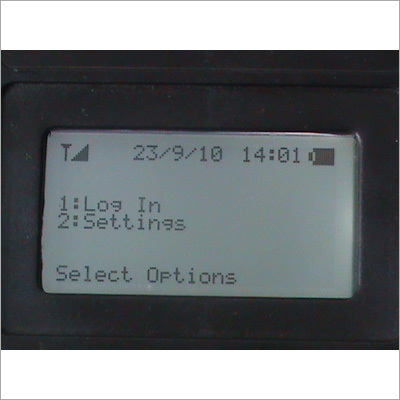 23/9/10 14:01
1:Log In
2:Settings
Select Options